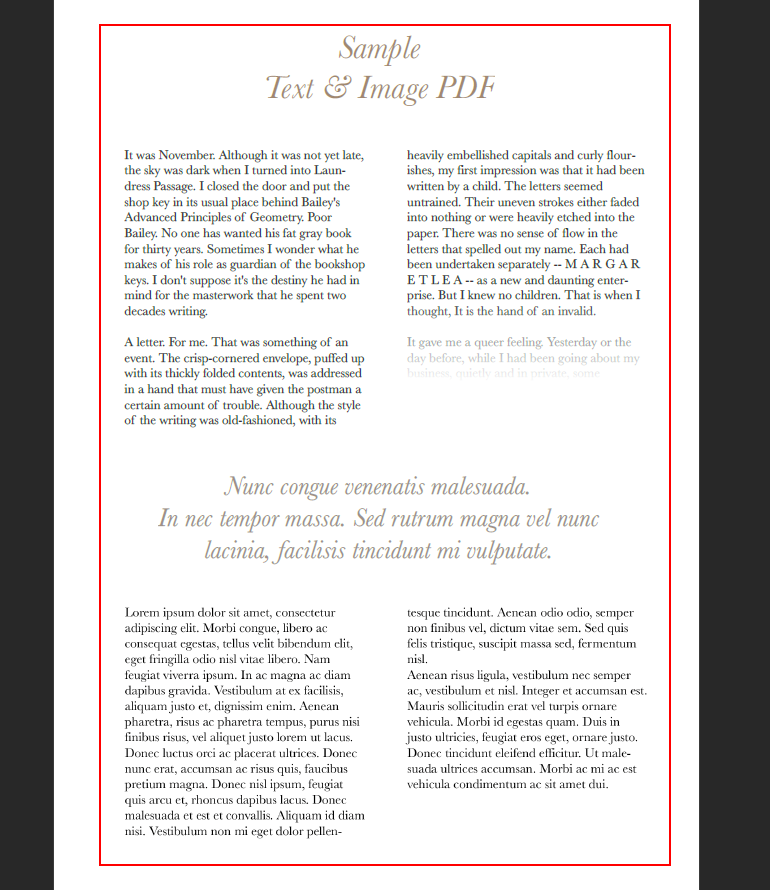 Sample
Text & Image PDF
It was November. Although it was not yet late,
the sky was dark when I turned into Laun-
dress Passage. I closed the door and put the
shop key in its usual place behind Bailey's
Advanced Principles of Geometry. Poor
Bailey. No one has wanted his fat gray book
for thirty years. Sometimes I wonder what he
makes of his role as guardian of the bookshop
keys. I don't suppose it's the destiny he had in
mind for the masterwork that he spent two
decades writing.
A letter. For me. That was something of an
event. The crisp-cornered envelope, puffed up
with its thickly folded contents, was addressed
in a hand that must have given the postman a
certain amount of trouble. Although the style
of the writing was old-fashioned, with its
heavily embellished capitals and curly flour-
ishes, my first impression was that it had been
written by a child. The letters seemed
untrained. Their uneven strokes either faded
into nothing or were heavily etched into the
paper. There was no sense of flow in the
letters that spelled out my name. Each had
been undertaken separately -- M A R G A R
E T L E A -- as a new and daunting enter-
prise. But I knew no children. That is when I
thought, It is the hand of an invalid.
It gave me a queer feeling. Yesterday or the
day before, while I had been going about my
business, quietly and in private, some
Nunc congue venenatis malesuada.
In nec tempor massa. Sed rutrum magna vel nunc
lacinia, facilisis tincidunt mi vulputate.
Lorem ipsum dolor sit amet, consectetur
adipiscing elit. Morbi congue, libero ac
consequat egestas, tellus velit bibendum elit,
eget fringilla odio nisl vitae libero. Nam
feugiat viverra ipsum. In ac magna ac diam
dapibus gravida. Vestibulum at ex facilisis,
aliquam justo et, dignissim enim. Aenean
pharetra, risus ac pharetra tempus, purus nisi
finibus risus, vel aliquet justo lorem ut lacus.
Donec luctus orci ac placerat ultrices. Donec
nunc erat, accumsan ac risus quis, faucibus
pretium magna. Donec nisl ipsum, feugiat
quis arcu et, rhoncus dapibus lacus. Donec
malesuada et est et convallis. Aliquam id diam
nisi. Vestibulum non mi eget dolor pellen-
tesque tincidunt. Aenean odio odio, semper
non finibus vel, dictum vitae sem. Sed quis
felis tristique, suscipit massa sed, fermentum
nisl.
Aenean risus ligula, vestibulum nec semper
ac, vestibulum et nisl. Integer et accumsan est.
Mauris sollicitudin erat vel turpis ornare
vehicula. Morbi id egestas quam. Duis in
justo ultricies, feugiat eros eget, ornare justo.
Donec tincidunt eleifend efficitur. Ut male-
suada ultrices accumsan. Morbi ac mi ac est
vehicula condimentum ac sit amet dui.